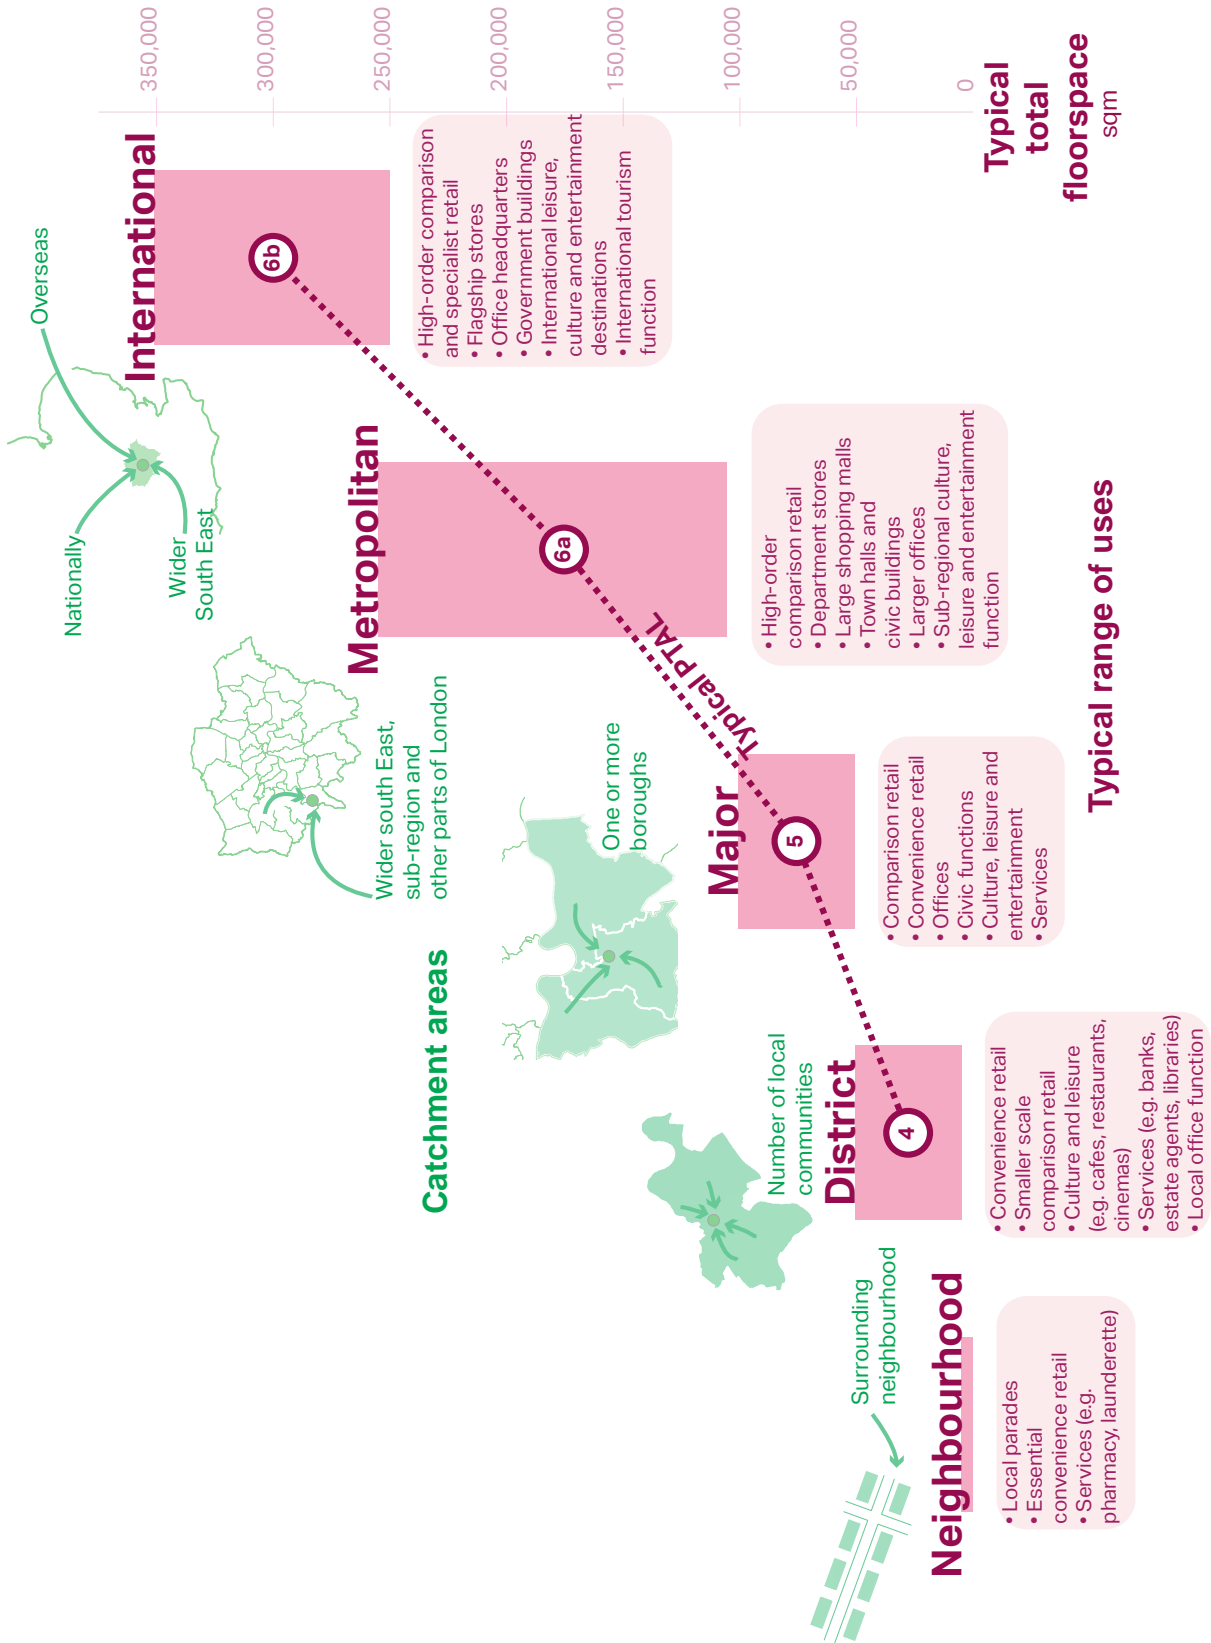 Overseas
Nationally
Wider
South East
International
350,000
300,000
250,000
200,000
150,000
100,000
50,000
0
Typical
total
floorspace
sqm
6b
Metropolitan
Wider south East,
sub-region and
other parts of London
6a
Typical PTAL
Catchment areas
One or more
boroughs
Major
5
Number of local
communities
District
4
Surrounding
neighbourhood
Neighbourhood
• Local parades
• Essential
convenience retail
• Services (e.g.
pharmacy, launderette)
• Convenience retail
• Smaller scale
comparison retail
• Culture and leisure
(e.g. cafes, restaurants,
cinemas)
• Services (e.g. banks,
estate agents, libraries)
• Local office function
• Comparison retail
• Convenience retail
• Offices
• Civic functions
• Culture, leisure and
entertainment
• Services
• High-order
comparison retail
• Department stores
• Large shopping malls
• Town halls and
civic buildings
• Larger offices
• Sub-regional culture,
leisure and entertainment
function
• High-order comparison
and specialist retail
• Flagship stores
• Office headquarters
• Government buildings
• International leisure,
culture and entertainment
destinations
• International tourism
function
Typical range of uses